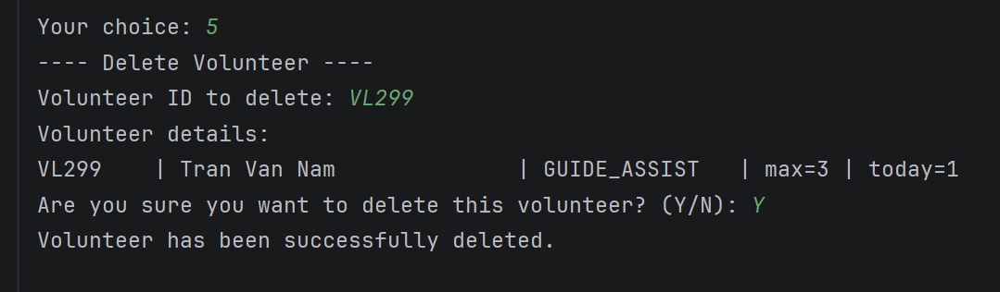 Your choice: 5
---- Delete Volunteer ----
Volunteer ID to delete: VL299
Volunteer details:
VL299    | Tran Van Nam              | GUIDE_ASSIST   | max=3 | today=1
Are you sure you want to delete this volunteer? (Y/N): Y
Volunteer has been successfully deleted.